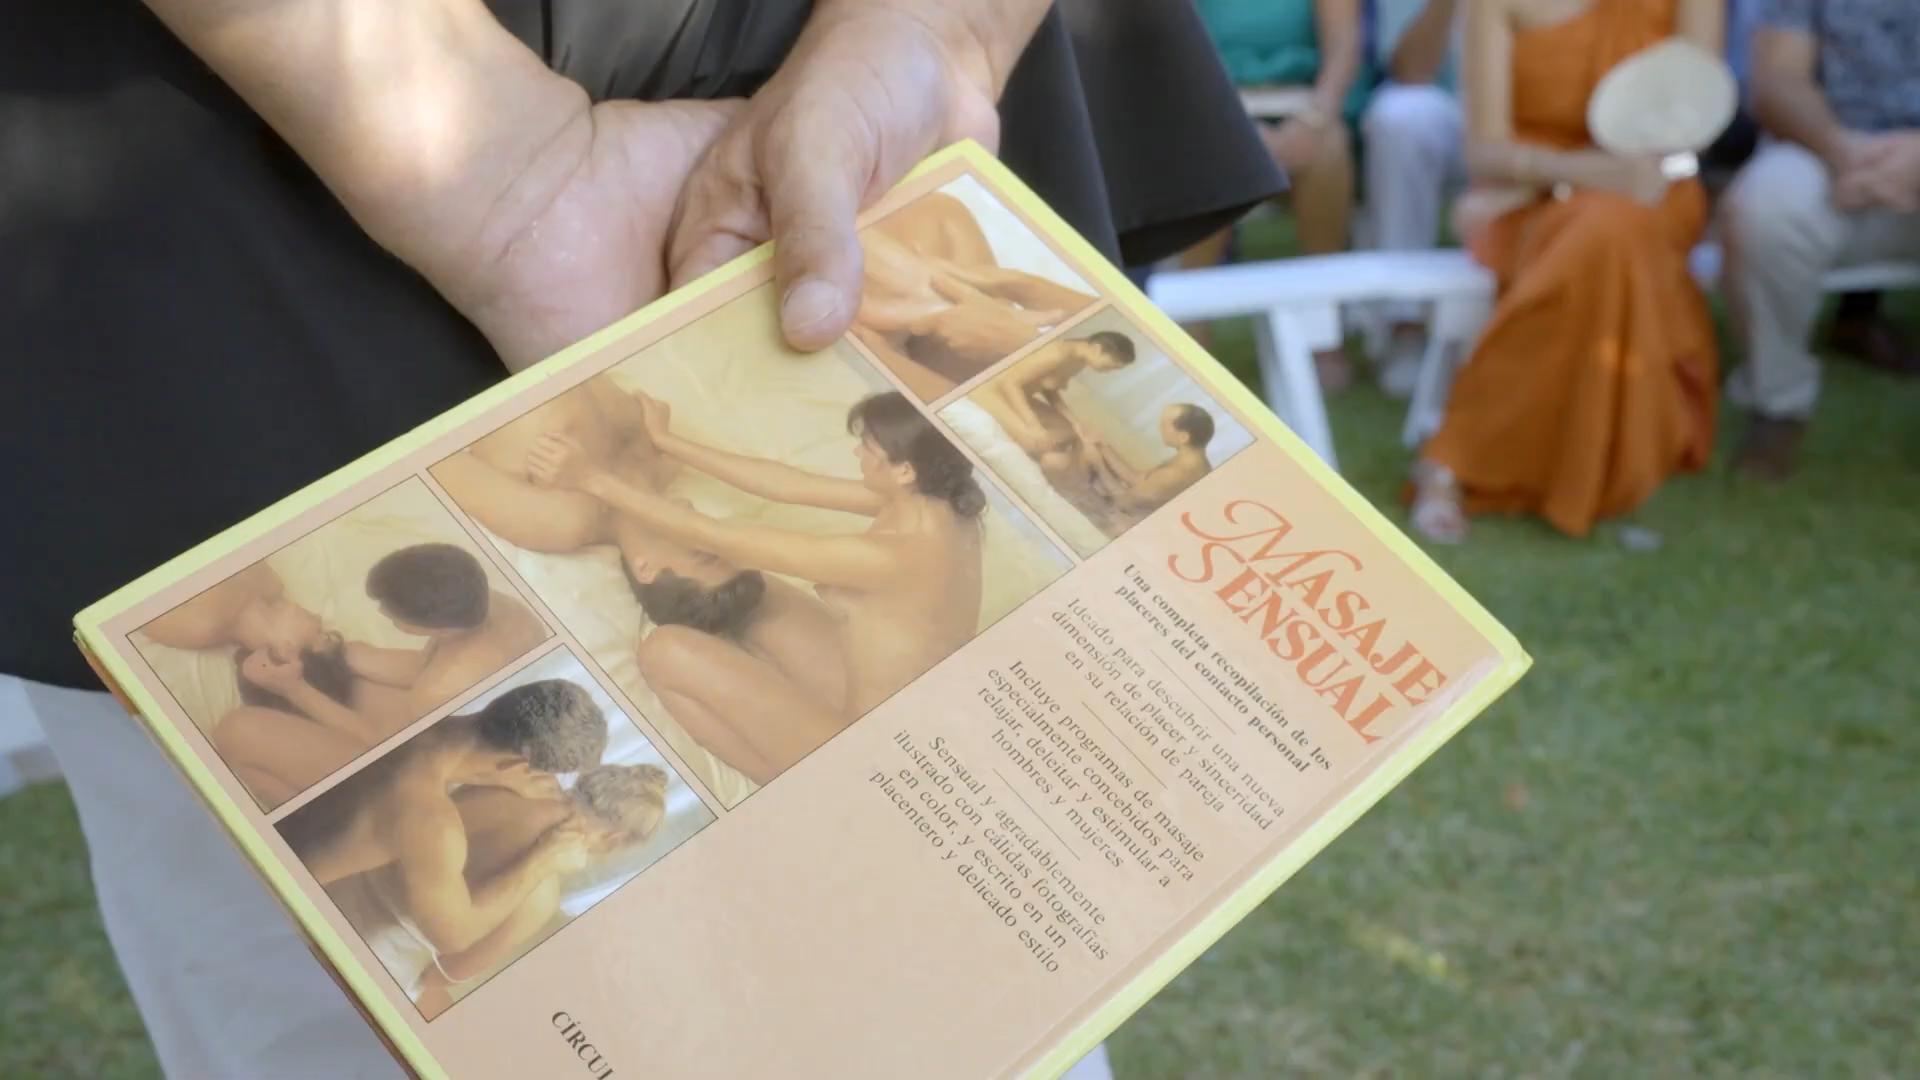 MASAJE
SENSUAL
Una completa recopilación de los
placeres del contacto personal
Ideado para descubrir una nueva
dimensión de placer y sinceridad
en su relación de pareja
Incluye programas de masaje
especialmente concebidos para
relajar, deleitar y estimular a
hombres y mujeres
Sensual y agradablemente
ilustrado con cálidas fotografías
en color, y escrito en un
placentero y delicado estilo
CÍRCUL